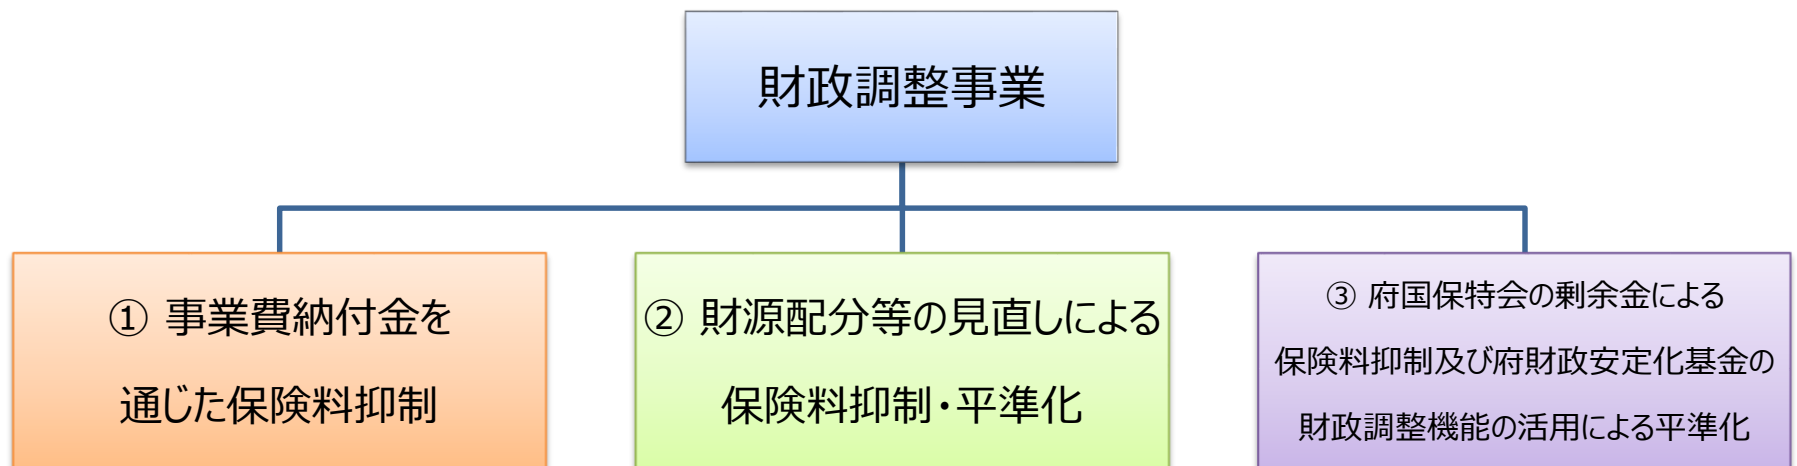 財政調整事業
① 事業費納付金を
通じた保険料抑制
② 財源配分等の見直しによる
保険料抑制・平準化
③ 府国保特会の剰余金による
保険料抑制及び府財政安定化基金の
財政調整機能の活用による平準化